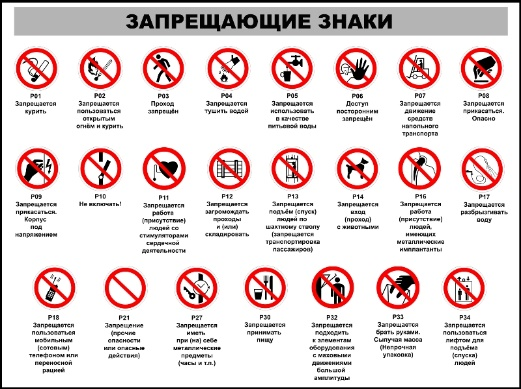 ЗАПРЕЩАЮЩИЕ ЗНАКИ
P01
Запрещается
курить
P02
Запрещается
пользоваться
открытым
огнём и курить
P03
Проход
запрещён
P04
Запрещается
тушить водой
P05
Запрещается
использовать
в качестве
питьевой воды
P06
Доступ
посторонним
запрещён
P07
Запрещается
движение
средств
напольного
транспорта
P08
Запрещается
прикасаться.
Опасно
P09
Запрещается
прикасаться.
Корпус
под
напряжением
P10
Не включать!
P11
Запрещается
работа
(присутствие)
людей со
стимуляторами
сердечной
деятельности
P12
Запрещается
загромождать
проходы
и (или)
складировать
P13
Запрещается
подъём (спуск)
людей по
шахтному стволу
(запрещается
транспортировка
пассажиров)
P14
Запрещается
вход
(проход)
с животными
P16
Запрещается
работа
(присутствие)
людей,
имеющих
металлические
имплантанты
P17
Запрещается
разбрызгивать
воду
P18
Запрещается
пользоваться
мобильным
(сотовым)
телефоном или
переносной
рацией
P21
Запрещение
(прочие
опасности
или опасные
действия)
P27
Запрещается
иметь
при (на) себе
металлические
предметы
(часы и т.п.)
P30
Запрещается
принимать
пищу
P32
Запрещается
подходить
к элементам
оборудования
с маховыми
движениями
большой
амплитуды
P33
Запрещается
брать руками.
Сыпучая масса
(Непрочная
упаковка)
P34
Запрещается
пользоваться
лифтом для
подъёма
(спуска)
людей